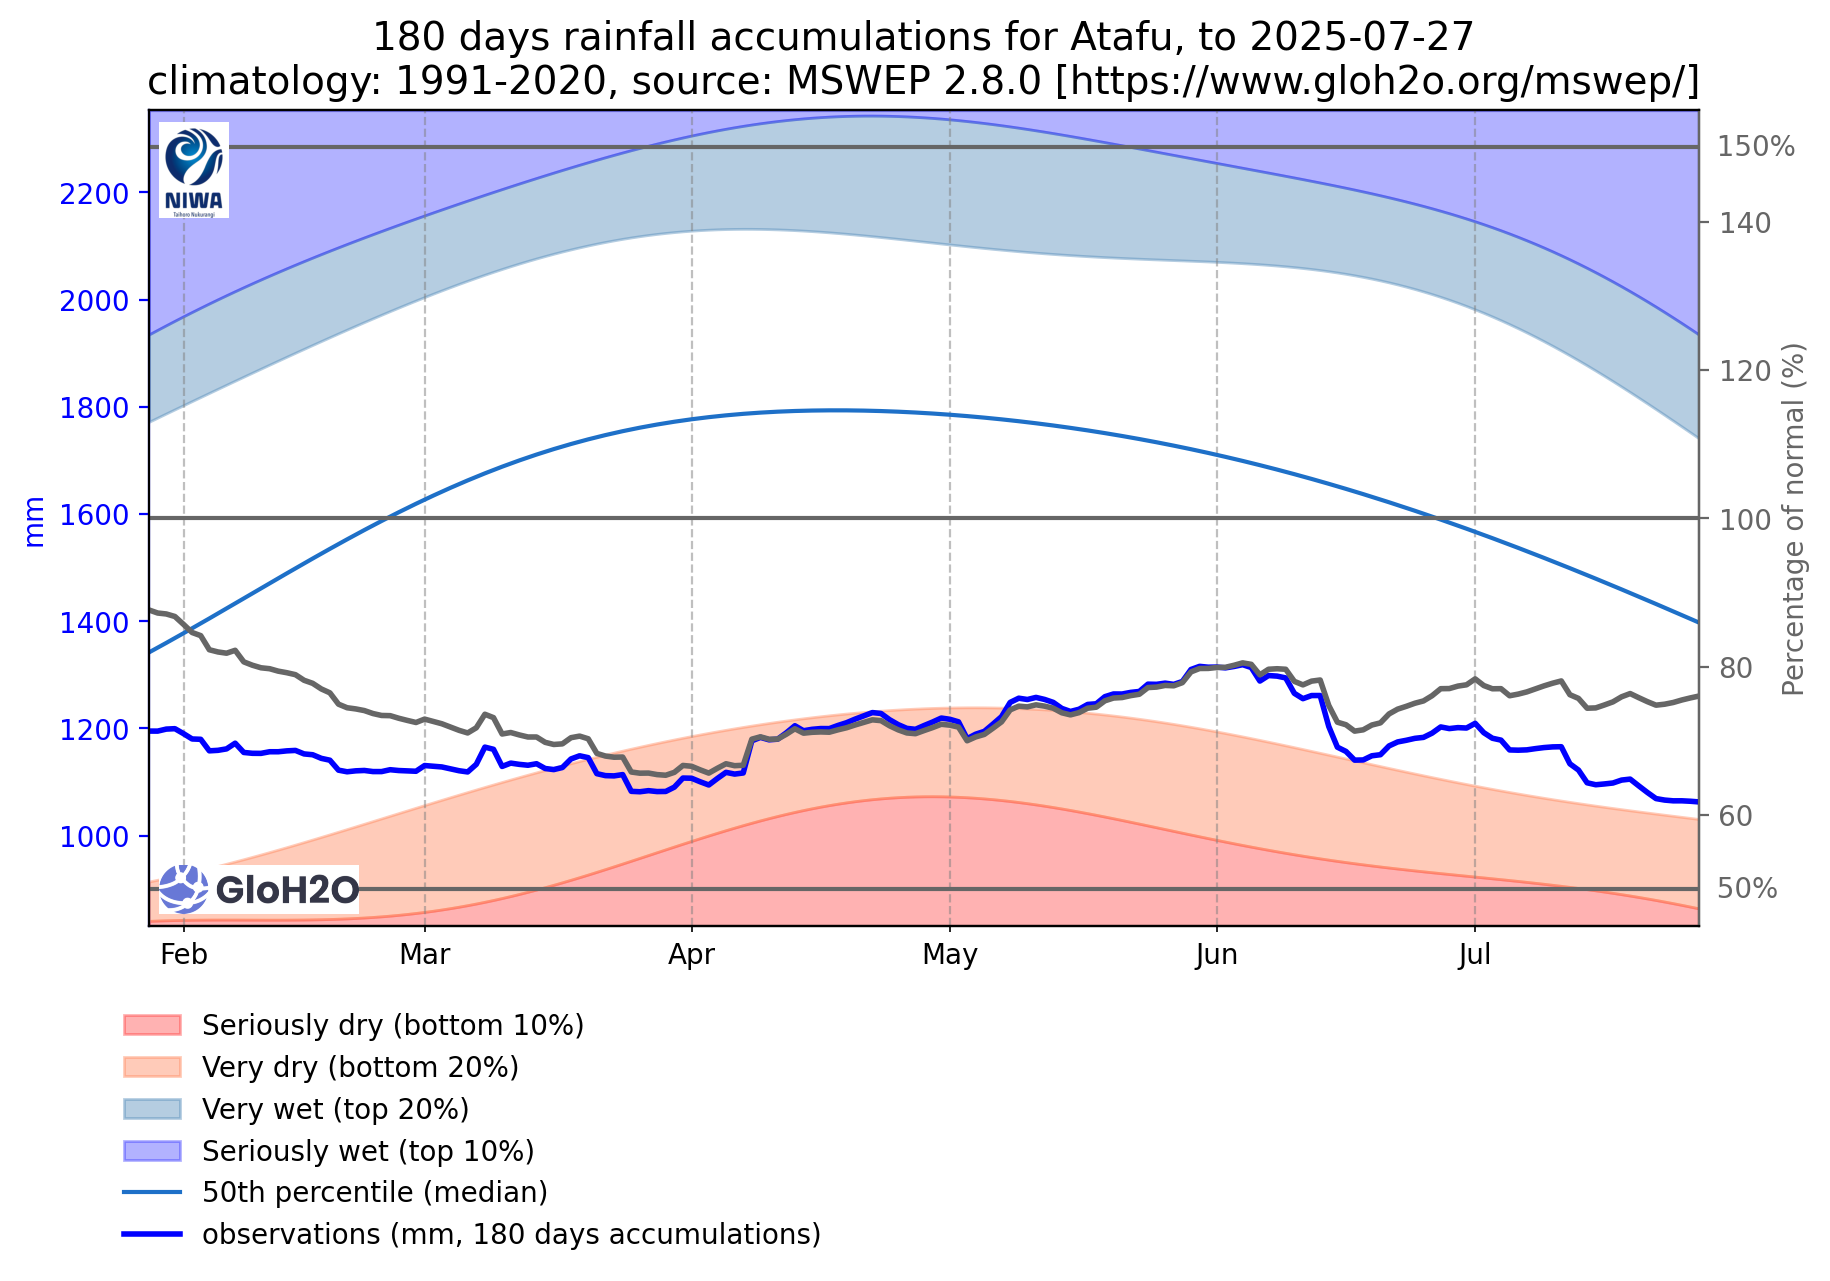 180 days rainfall accumulations for Atafu, to 2025-07-27
climatology: 1991-2020, source: MSWEP 2.8.0 [https://www.gloh2o.org/mswep/]
NIWA
Taihoro Nukurangi
mm
2200
2000
1800
1600
1400
1200
1000
150%
140
120
100
80
60
50%
Percentage of normal (%)
GloH2O
Feb
Mar
Apr
May
Jun
Jul
Seriously dry (bottom 10%)
Very dry (bottom 20%)
Very wet (top 20%)
Seriously wet (top 10%)
50th percentile (median)
observations (mm, 180 days accumulations)